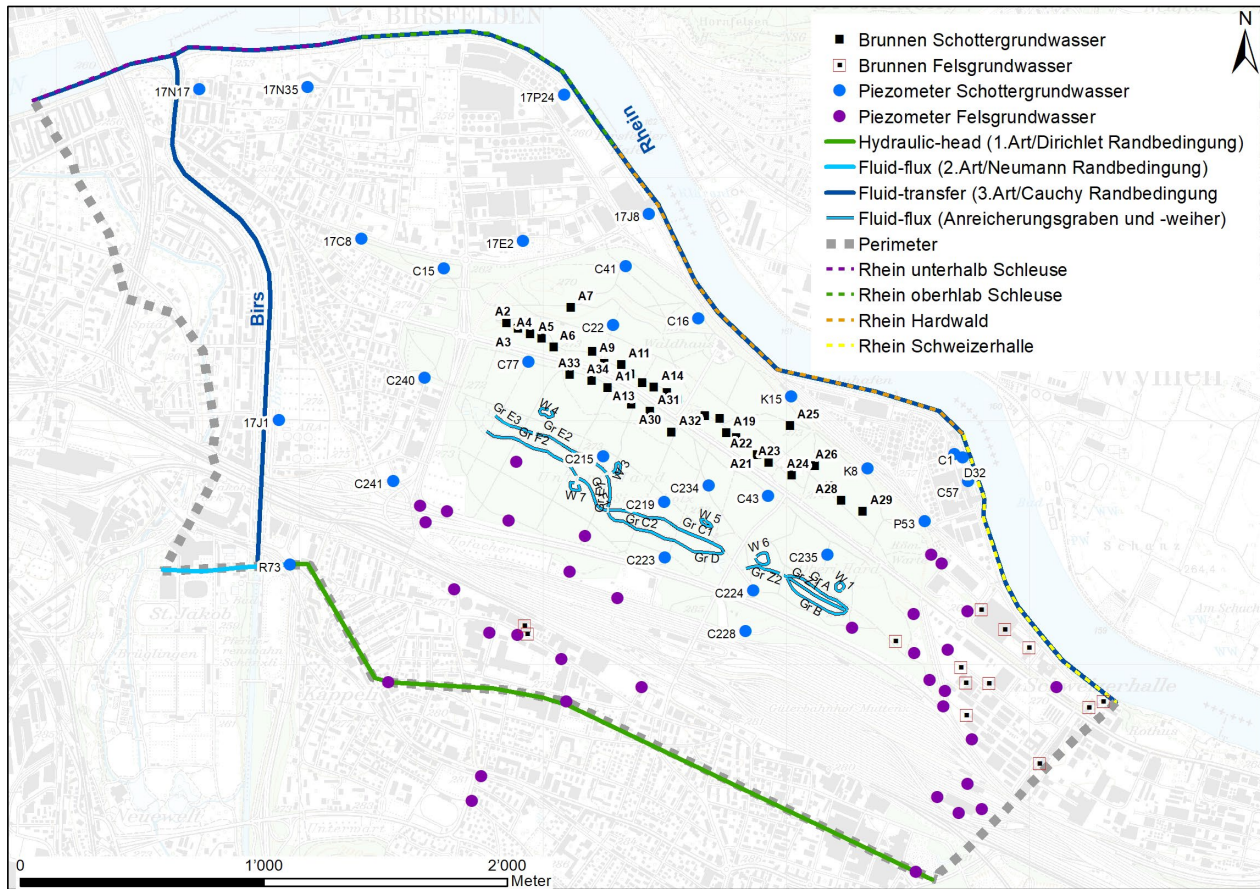 BIRSFELDEN
N
Brunnen Schottergrundwasser
Brunnen Felsgrundwasser
Piezometer Schottergrundwasser
Piezometer Felsgrundwasser
Hydraulic-head (1.Art/Dirichlet Randbedingung)
Fluid-flux (2.Art/Neumann Randbedingung)
Fluid-transfer (3.Art/Cauchy Randbedingung
Fluid-flux (Anreicherungsgraben und -weiher)
Perimeter
Rhein unterhalb Schleuse
Rhein oberhlab Schleuse
Rhein Hardwald
Rhein Schweizerhalle
17N17
17N35
17P24
Rhein
17J8
17C8
17E2
C15
C41
Birs
A7
A2
A4
A5
A3
A6
C22
C16
Waldhaus
A9
A11
C77
A33
A34
A1
A14
C240
A13
A31
K15
Wyhlen
A30
W 4
Gr E3
Gr E2
Gr F2
A32
A19
A25
17J1
A22
C215
W 3
A21
A23
A24
A26
K8
C1
D32
C241
W 7
C234
C43
C57
A28
A29
C219
Gr C2
W 5
Gr C1
P53
Gr D
C223
W 6
C235
R73
Gr Z2
Gr A
W 1
C224
Gr B
C228
Schweizerhalle
0
1'000
2'000
Meter